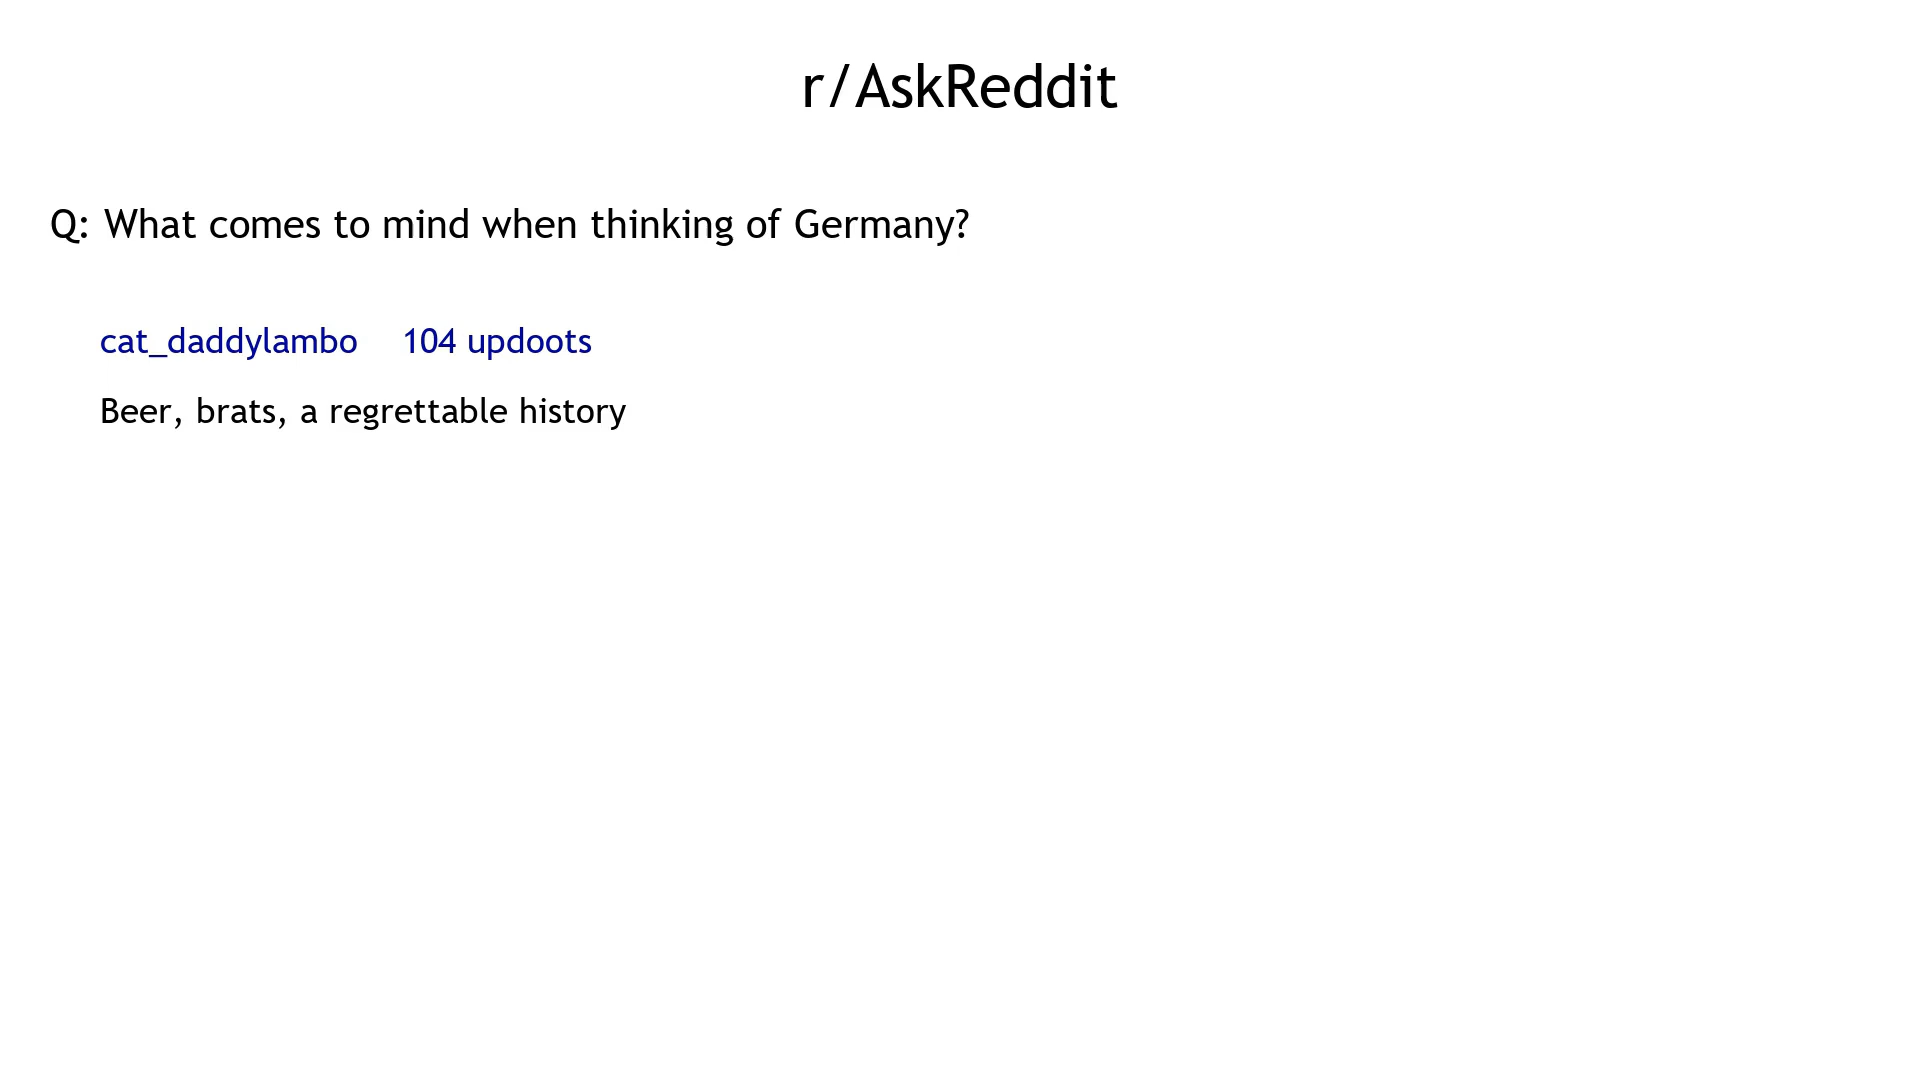 r/AskReddit
Q: What comes to mind when thinking of Germany?
cat_daddylambo 104 updoots
Beer, brats, a regrettable history